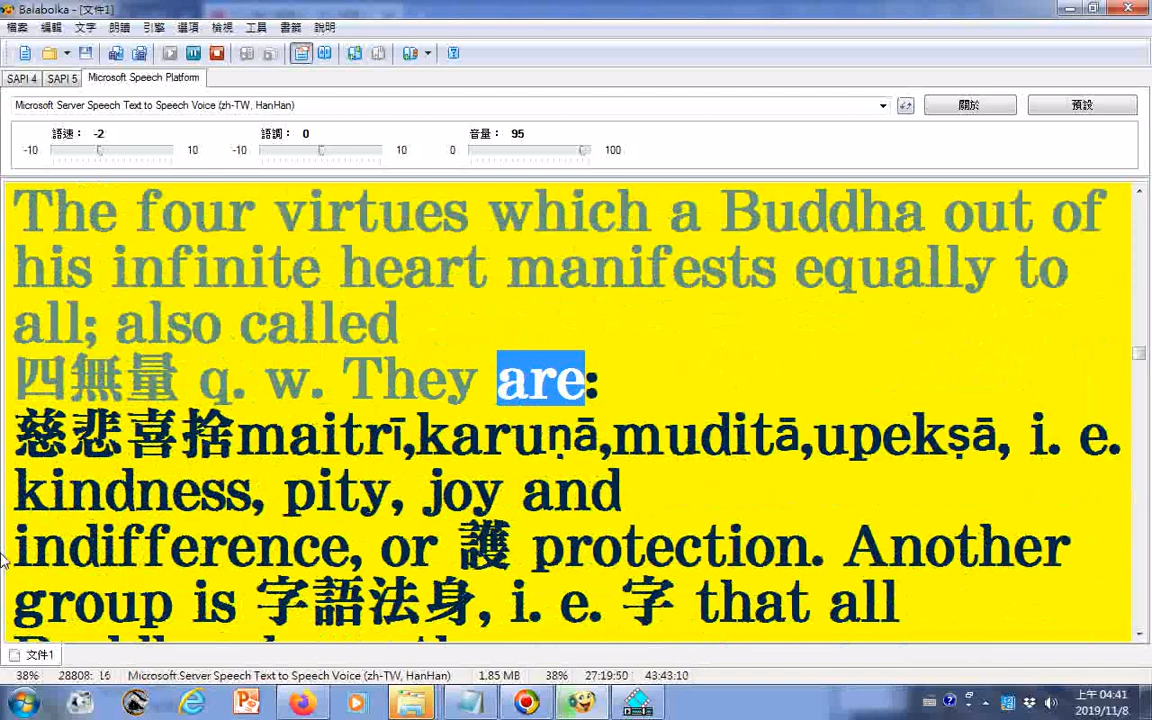 Balabolka - [文件1]
檔案 編輯 文字 朗讀 引擎 選項 檢視 工具 書籤 說明
SAPI 4 SAPI 5 Microsoft Speech Platform
Microsoft Server Speech Text to Speech Voice (zh-TW, HanHan) 關於 預設
語速： -2 語調： 0 音量： 95
-10 10 -10 10 0 100
The four virtues which a Buddha out of
his infinite heart manifests equally to
all; also called
四無量 q. w. They are:
慈悲喜捨maitrī,karuṇā,muditā,upekṣā, i. e.
kindness, pity, joy and
indifference, or 護 protection. Another
group is 字語法身, i. e. 字 that all
文件1
38% 28808: 16 Microsoft Server Speech Text to Speech Voice (zh-TW, HanHan) 1.85 MB 38% 27:19:50 43:43:10
上午 04:41
2019/11/8